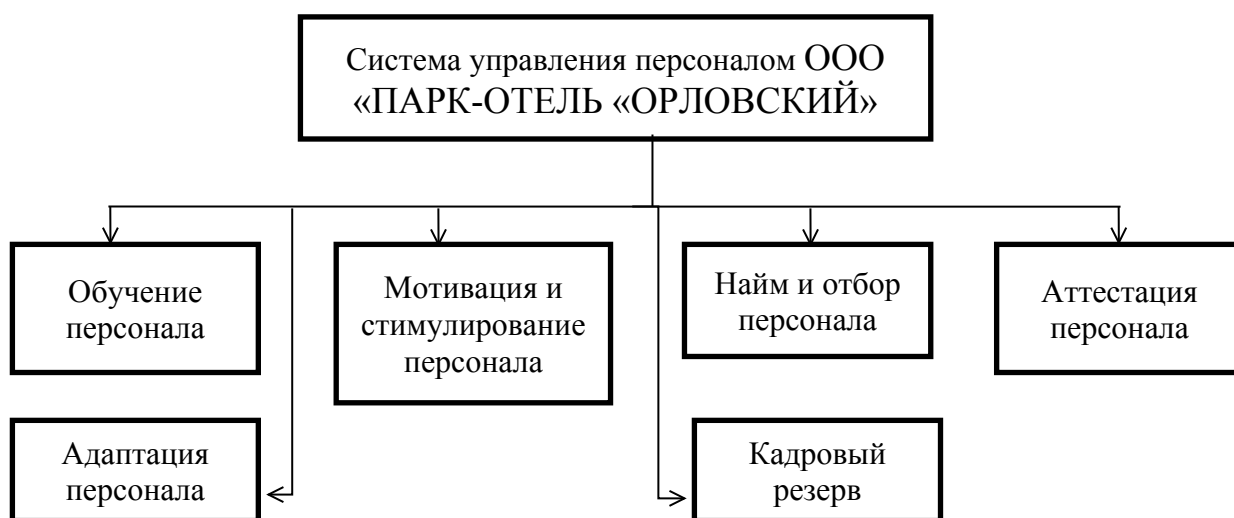 Система управления персоналом ООО
«ПАРК-ОТЕЛЬ «ОРЛОВСКИЙ»
Обучение
персонала
Мотивация и
стимулирование
персонала
Найм и отбор
персонала
Аттестация
персонала
Адаптация
персонала
Кадровый
резерв